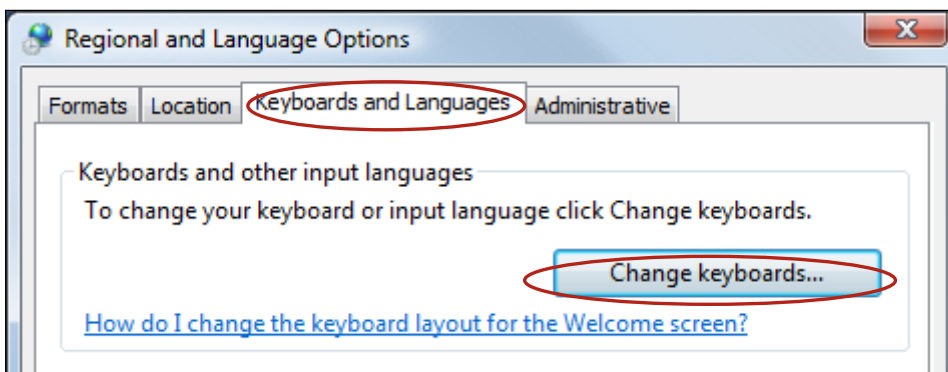 Regional and Language Options
Formats Location Keyboards and Languages Administrative
Keyboards and other input languages
To change your keyboard or input language click Change keyboards.
Change keyboards...
How do I change the keyboard layout for the Welcome screen?